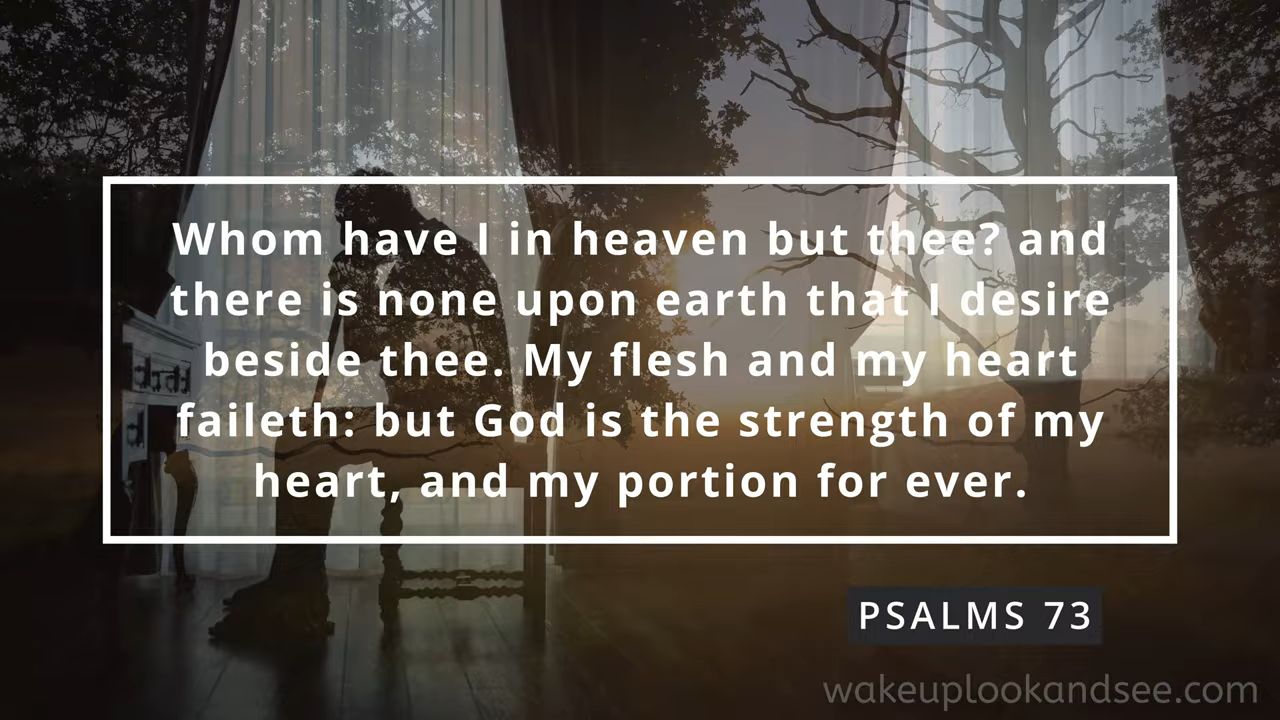 Whom have I in heaven but thee? and
there is none upon earth that I desire
beside thee. My flesh and my heart
faileth: but God is the strength of my
heart, and my portion for ever.
PSALMS 73
wakeuplookandsee.com